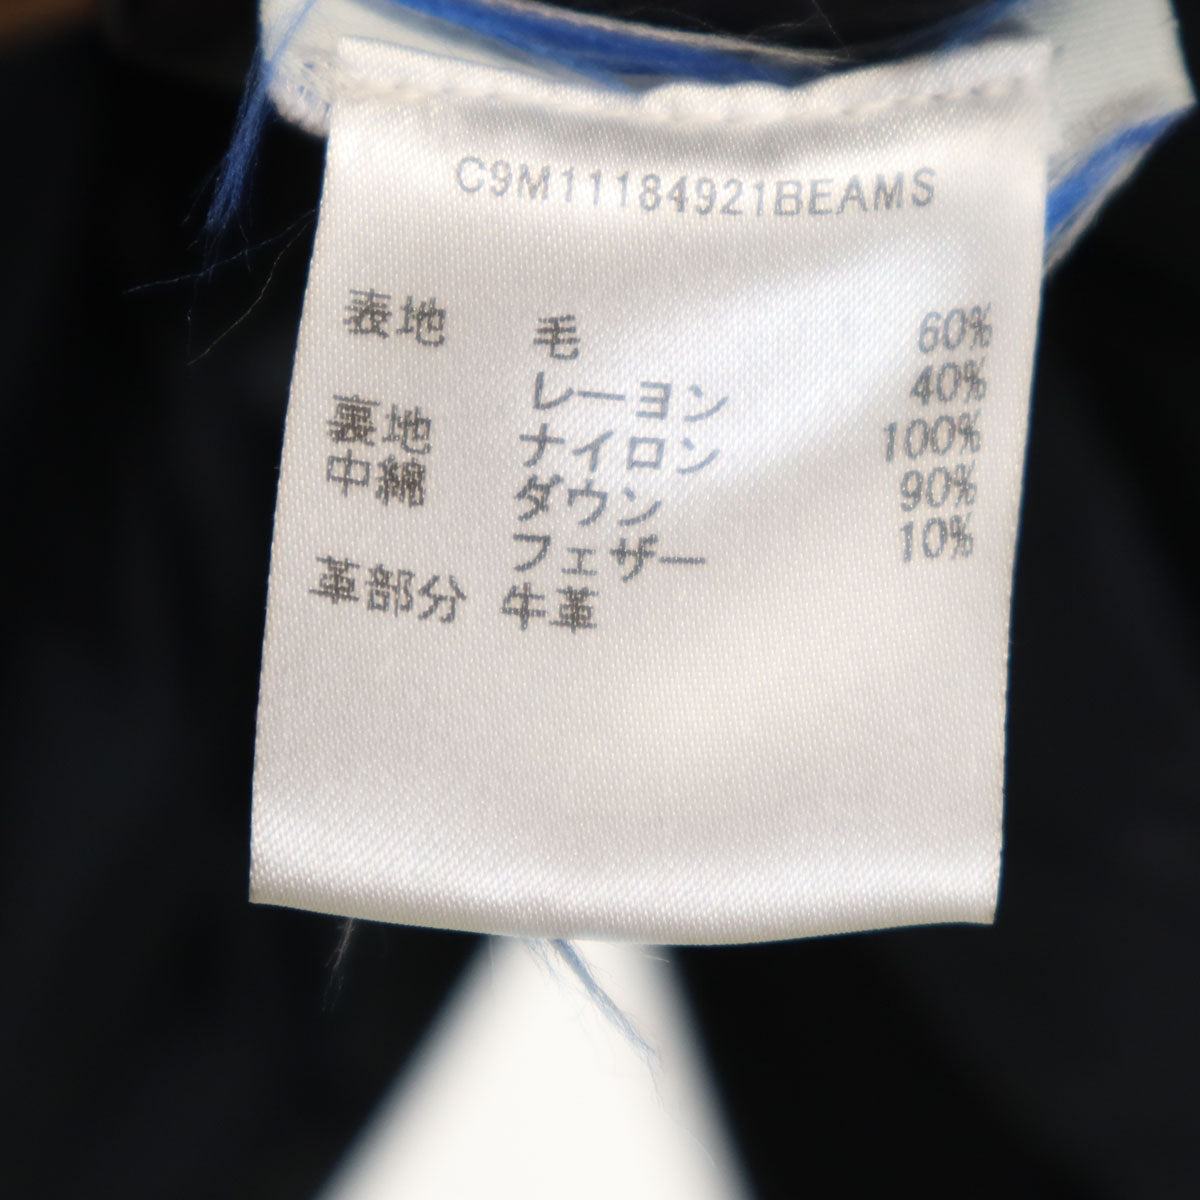 C9M11184921BEAMS
表地 毛 60%
レーヨン 40%
裏地 ナイロン 100%
中綿 ダウン 90%
フェザー 10%
革部分 牛革